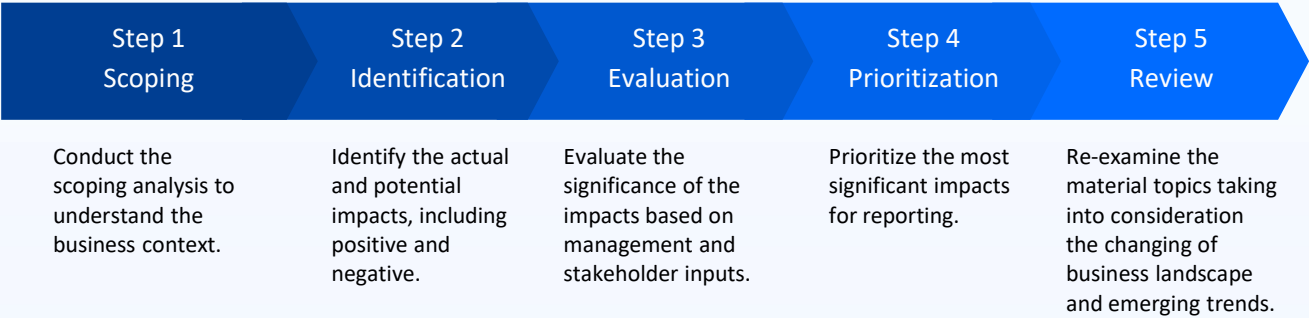 Step 1
Scoping
Step 2
Identification
Step 3
Evaluation
Step 4
Prioritization
Step 5
Review
Conduct the
scoping analysis to
understand the
business context.
Identify the actual
and potential
impacts, including
positive and
negative.
Evaluate the
significance of the
impacts based on
management and
stakeholder inputs.
Prioritize the most
significant impacts
for reporting.
Re-examine the
material topics taking
into consideration
the changing of
business landscape
and emerging trends.